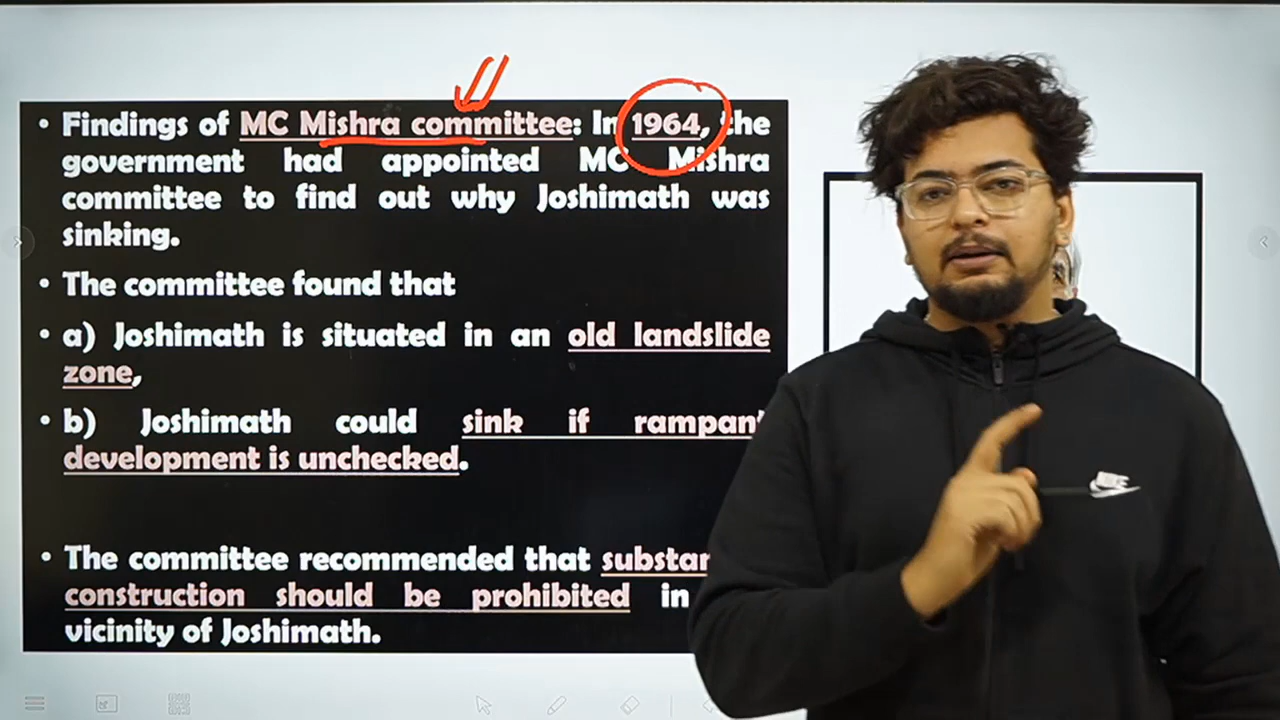 • Findings of MC Mishra committee: In 1964, the
government had appointed MC Mishra
committee to find out why Joshimath was
sinking.
• The committee found that
• a) Joshimath is situated in an old landslide
zone,
• b) Joshimath could sink if rampant
development is unchecked.
• The committee recommended that
construction should be prohibited in
vicinity of Joshimath.
NIKE